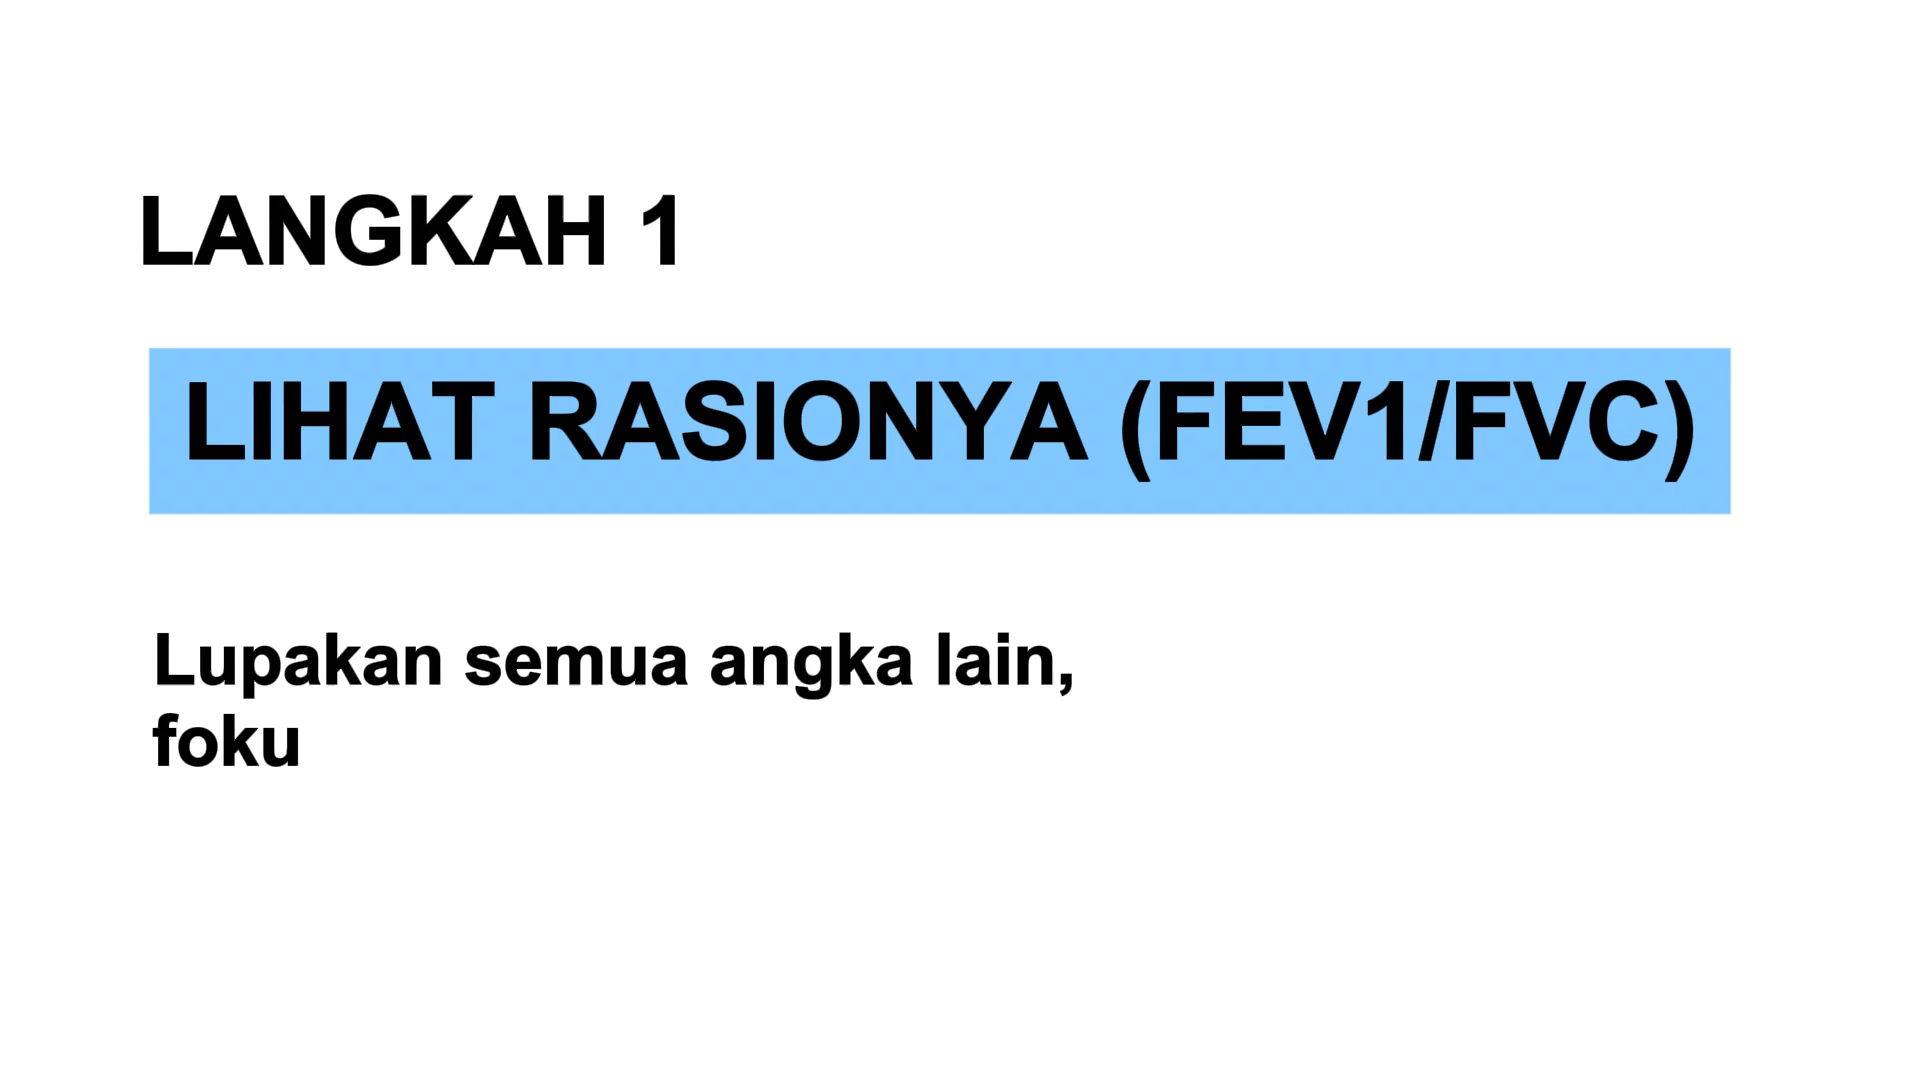 LANGKAH 1
LIHAT RASIONYA (FEV1/FVC)
Lupakan semua angka lain,
foku